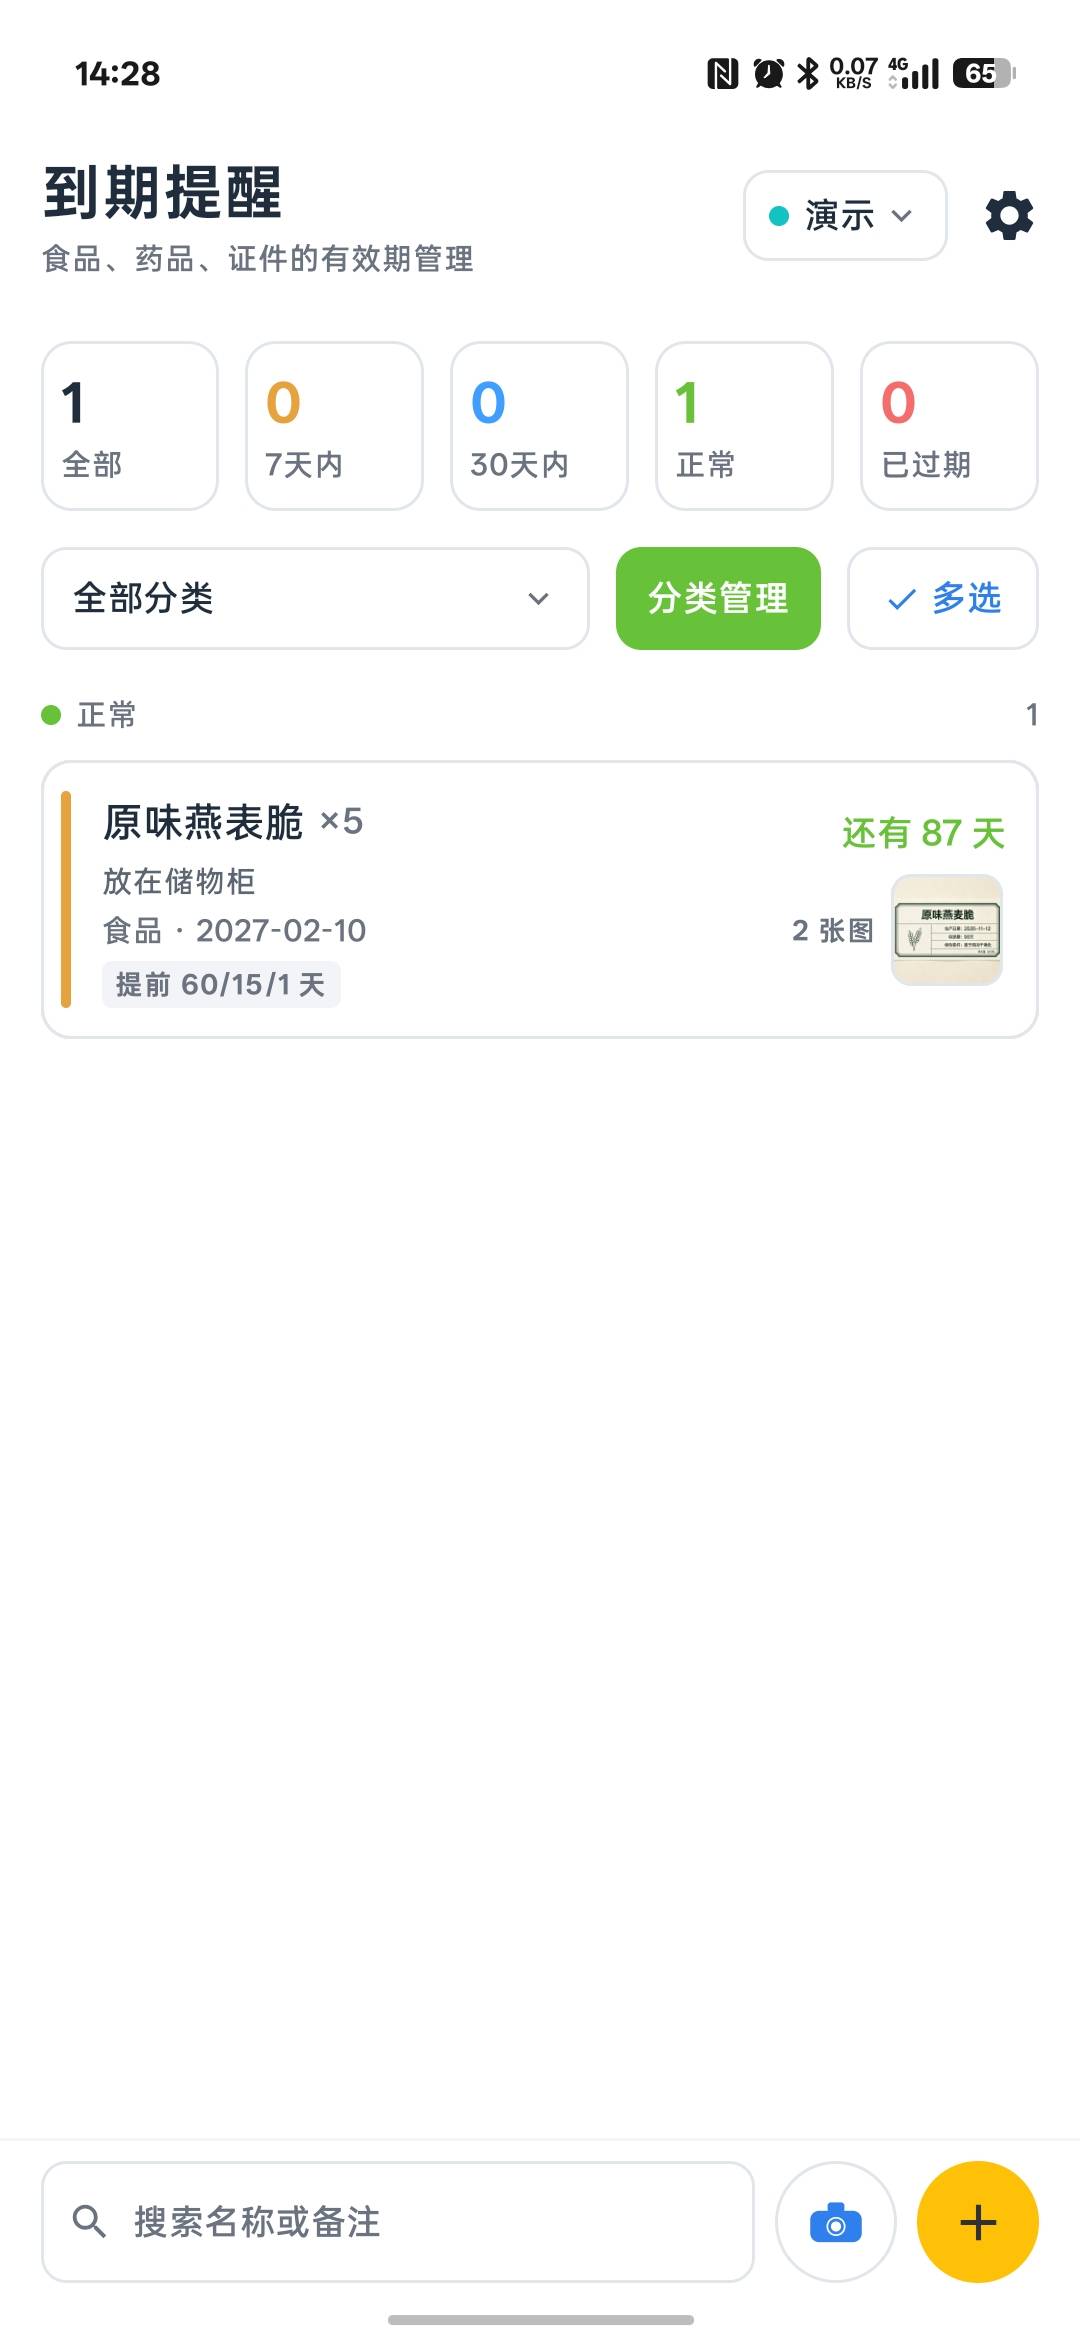 14:28
0.07
KB/S
4G
65
到期提醒
食品、药品、证件的有效期管理
演示
1
全部
0
7天内
0
30天内
1
正常
0
已过期
全部分类
分类管理
多选
正常
1
原味燕表脆 ×5
还有 87 天
放在储物柜
食品 · 2027-02-10
2 张图
原味燕麦脆
提前 60/15/1 天
搜索名称或备注